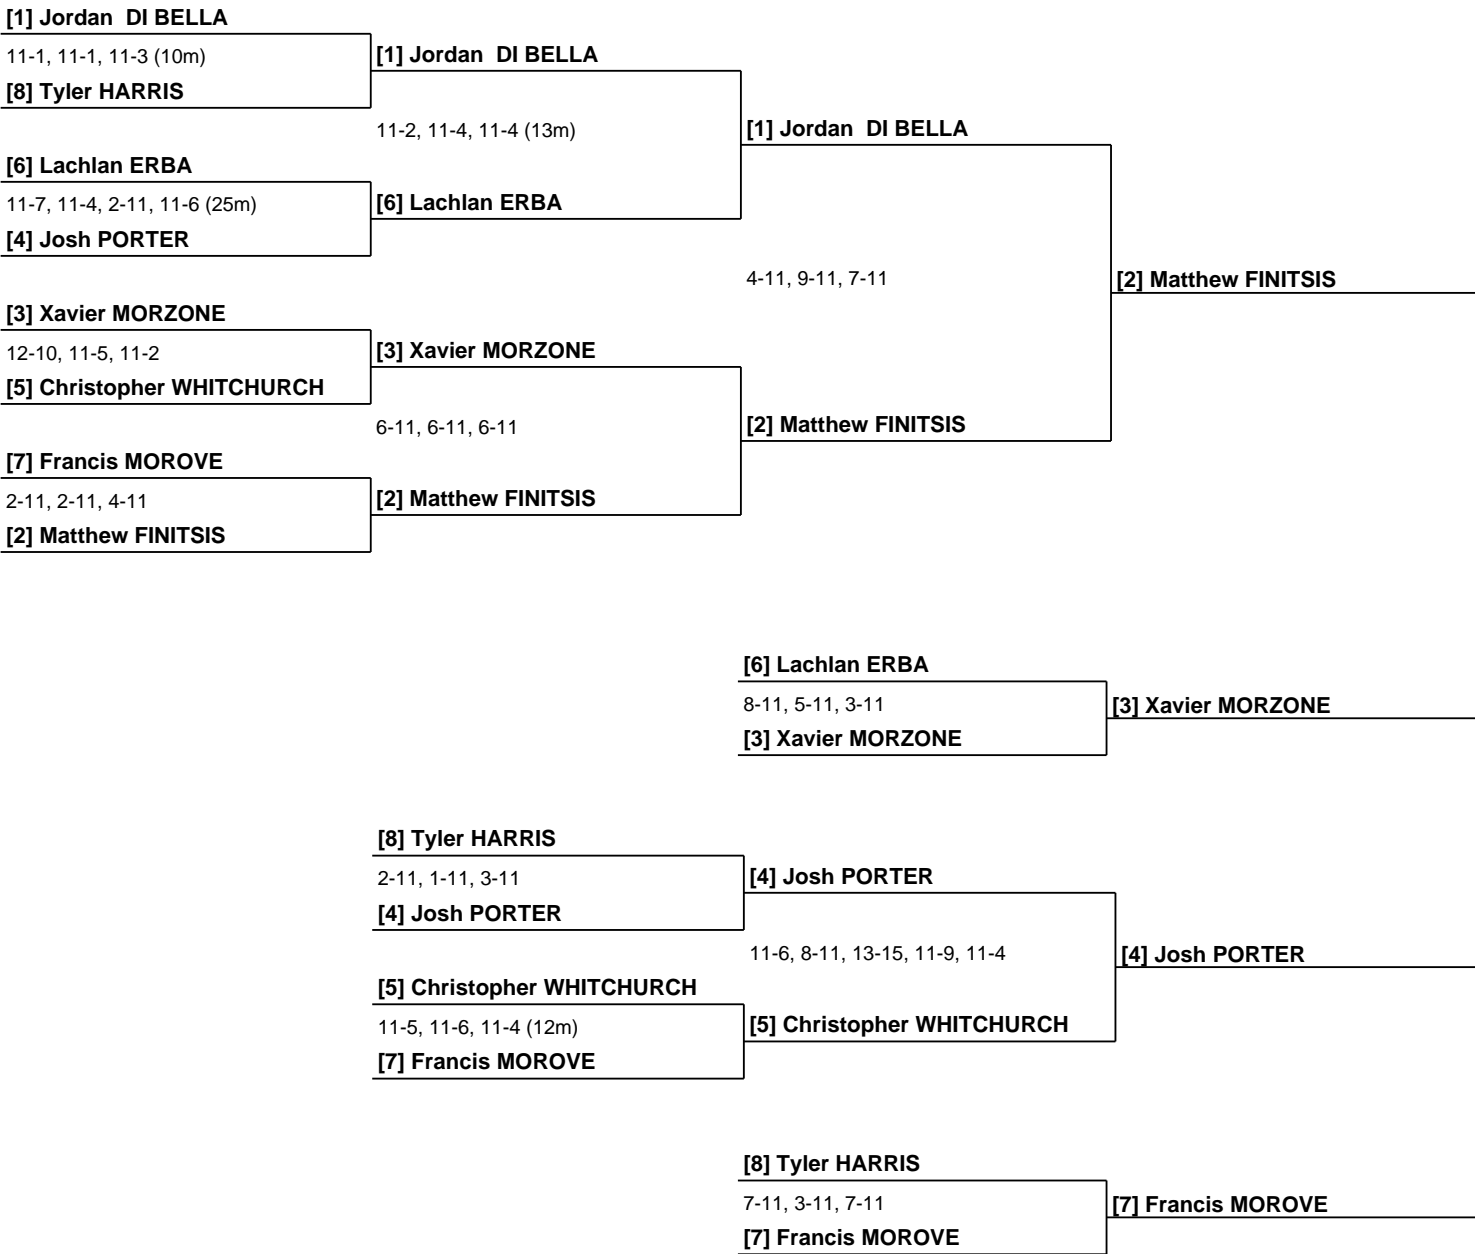 [1] Jordan  DI BELLA
11-1, 11-1, 11-3 (10m)
[1] Jordan  DI BELLA
[8] Tyler HARRIS
11-2, 11-4, 11-4 (13m)
[1] Jordan  DI BELLA
[6] Lachlan ERBA
11-7, 11-4, 2-11, 11-6 (25m)
[6] Lachlan ERBA
[4] Josh PORTER
4-11, 9-11, 7-11
[2] Matthew FINITSIS
[3] Xavier MORZONE
12-10, 11-5, 11-2
[3] Xavier MORZONE
[5] Christopher WHITCHURCH
6-11, 6-11, 6-11
[2] Matthew FINITSIS
[7] Francis MOROVE
2-11, 2-11, 4-11
[2] Matthew FINITSIS
[2] Matthew FINITSIS
[6] Lachlan ERBA
8-11, 5-11, 3-11
[3] Xavier MORZONE
[3] Xavier MORZONE
[8] Tyler HARRIS
2-11, 1-11, 3-11
[4] Josh PORTER
[4] Josh PORTER
11-6, 8-11, 13-15, 11-9, 11-4
[4] Josh PORTER
[5] Christopher WHITCHURCH
11-5, 11-6, 11-4 (12m)
[5] Christopher WHITCHURCH
[7] Francis MOROVE
[8] Tyler HARRIS
7-11, 3-11, 7-11
[7] Francis MOROVE
[7] Francis MOROVE